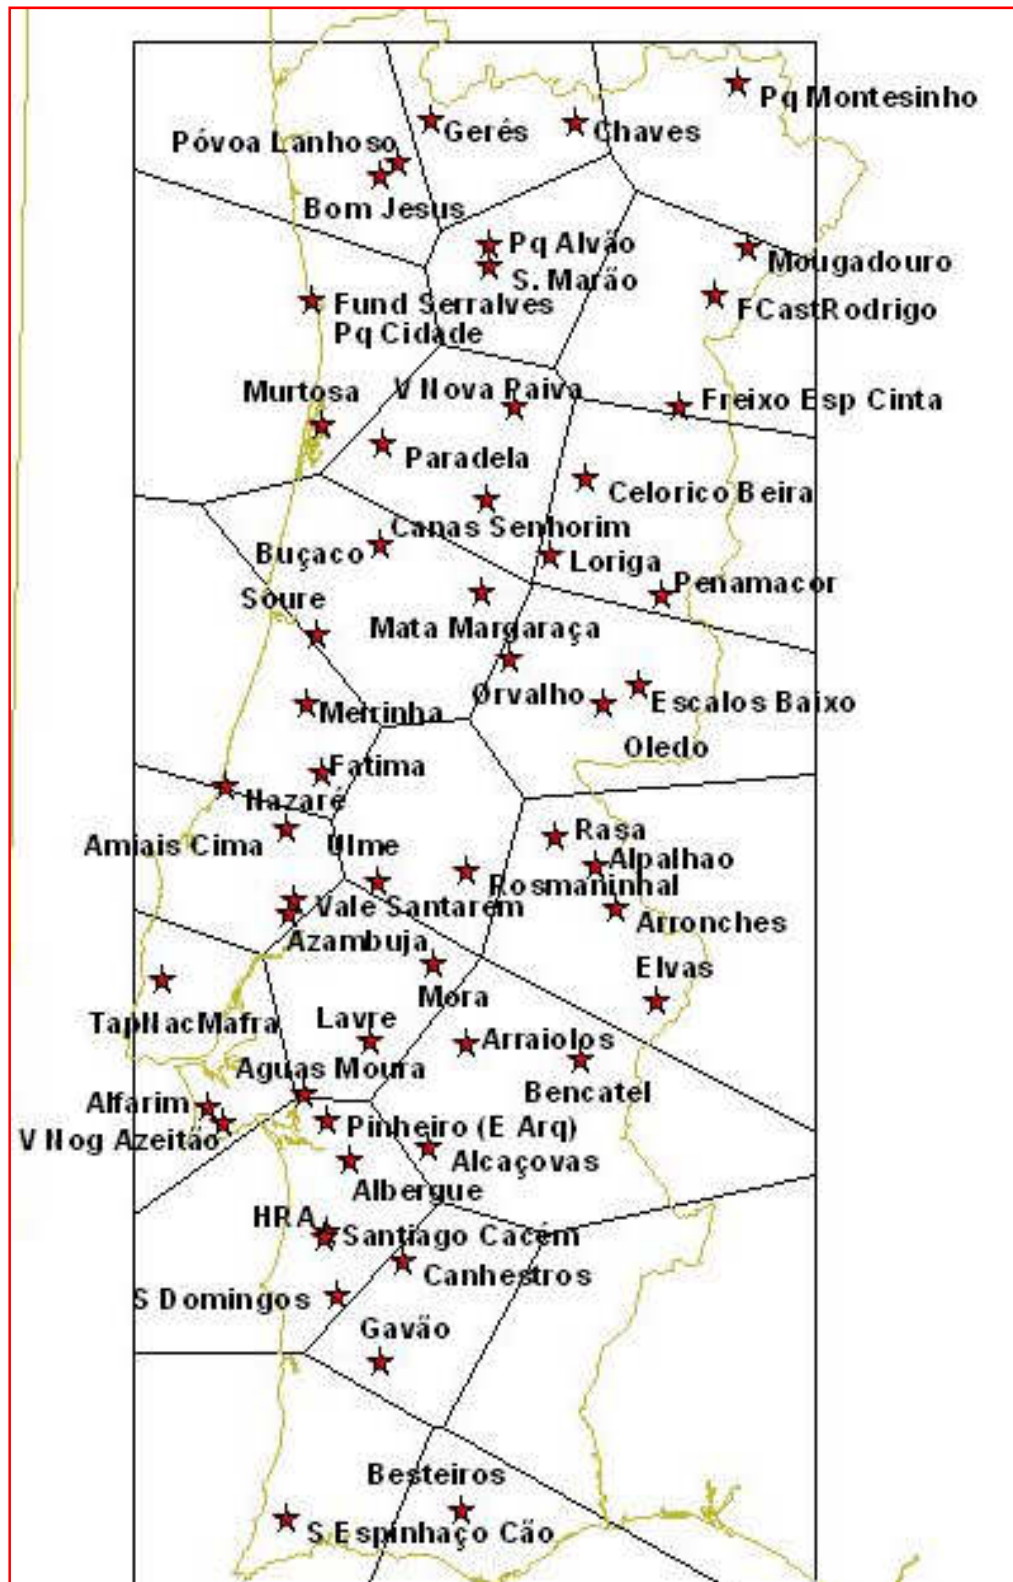 Pq Montesinho
Gerés
Chaves
Póvoa Lanhoso
Bom Jesus
Pq Alvão
Mougadouro
S. Marão
Fund Serralves
FCastRodrigo
Pq Cidade
V Nova Paiva
Murtosa
Freixo Esp Cinta
Paradela
Celorico Beira
Canas Senhorim
Buçaco
Loriga
Penamacor
Soure
Mata Margaraça
Orvalho
Escalos Baixo
Meirinha
Oledo
Fatima
Nazaré
Rasa
Amiais Cima
Ulme
Alpalhao
Rosmaninhal
Vale Santarem
Arronches
Azambuja
Elvas
Mora
TapNacMafra
Lavre
Arraiolos
Aguas Moura
Bencatel
Alfarim
Pinheiro (E Arq)
V Nog Azeitão
Alcaçovas
Albergue
HRA
Santiago Cacém
Canhestros
S Domingos
Gavão
Besteiros
S Espinhaço Cão